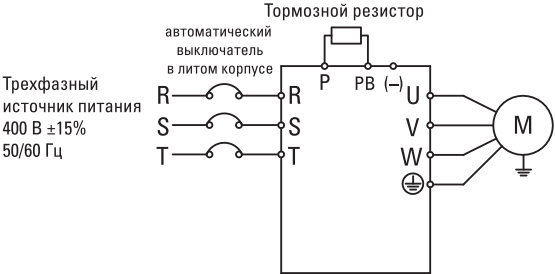 Тормозной резистор
автоматический
выключатель
в литом корпусе
P PB (–)
Трехфазный
источник питания
400 В ±15%
50/60 Гц
R R U
S S V M
T T W